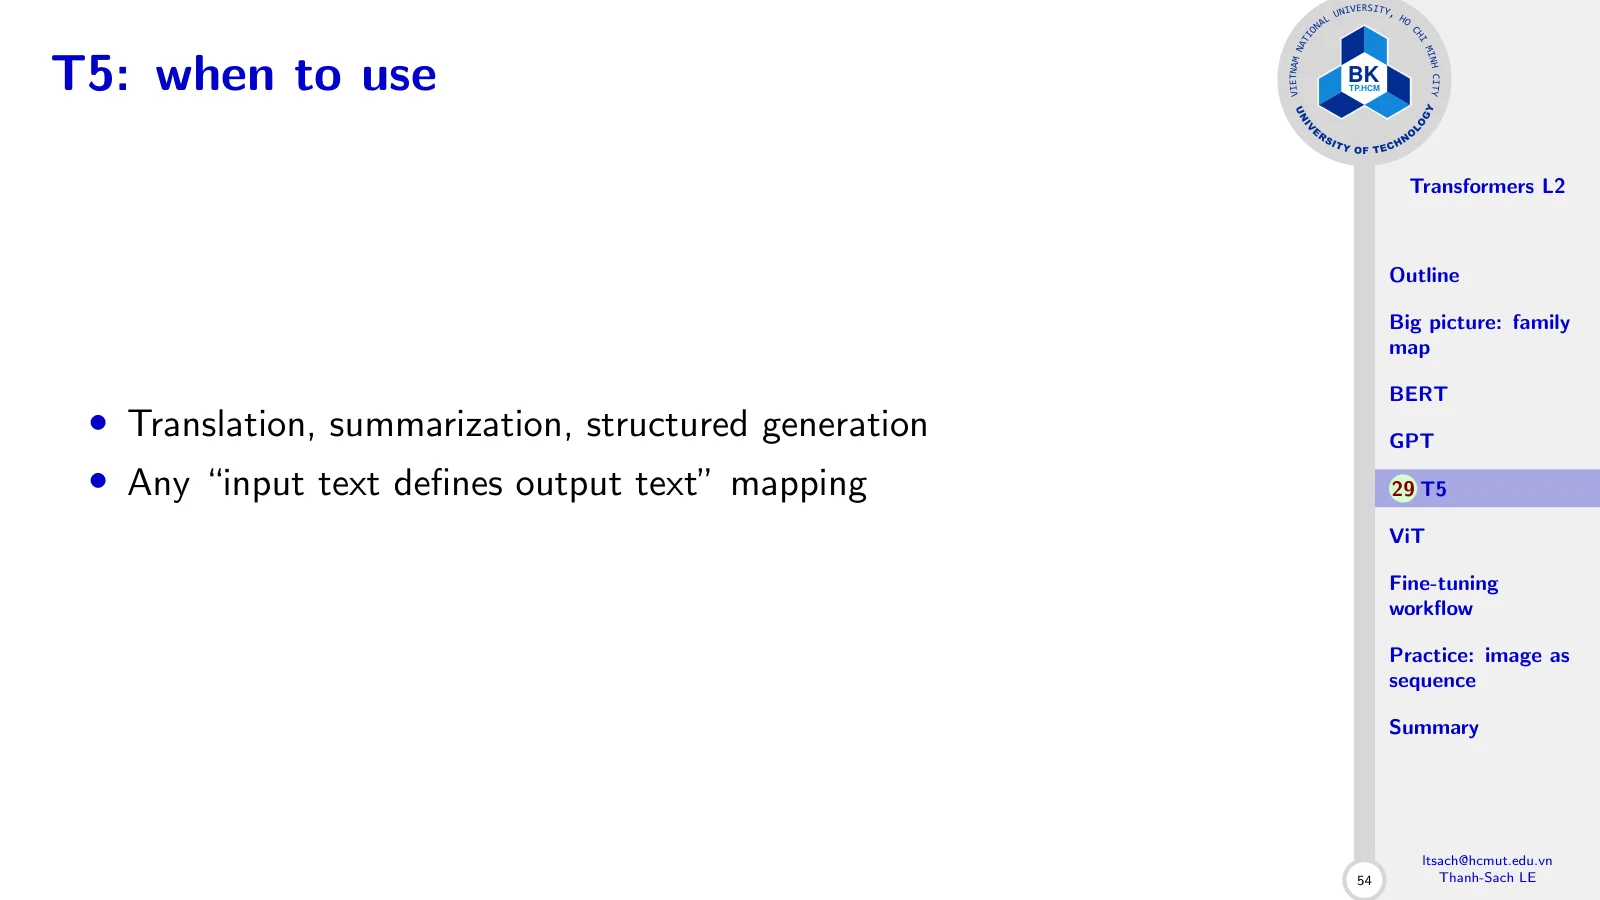 T5: when to use
• Translation, summarization, structured generation
• Any “input text defines output text” mapping
VIETNAM NATIONAL UNIVERSITY, HO CHI MINH CITY
BK
TP.HCM
UNIVERSITY OF TECHNOLOGY
Transformers L2
Outline
Big picture: family
map
BERT
GPT
29 T5
ViT
Fine-tuning
workflow
Practice: image as
sequence
Summary
ltsach@hcmut.edu.vn
Thanh-Sach LE
54